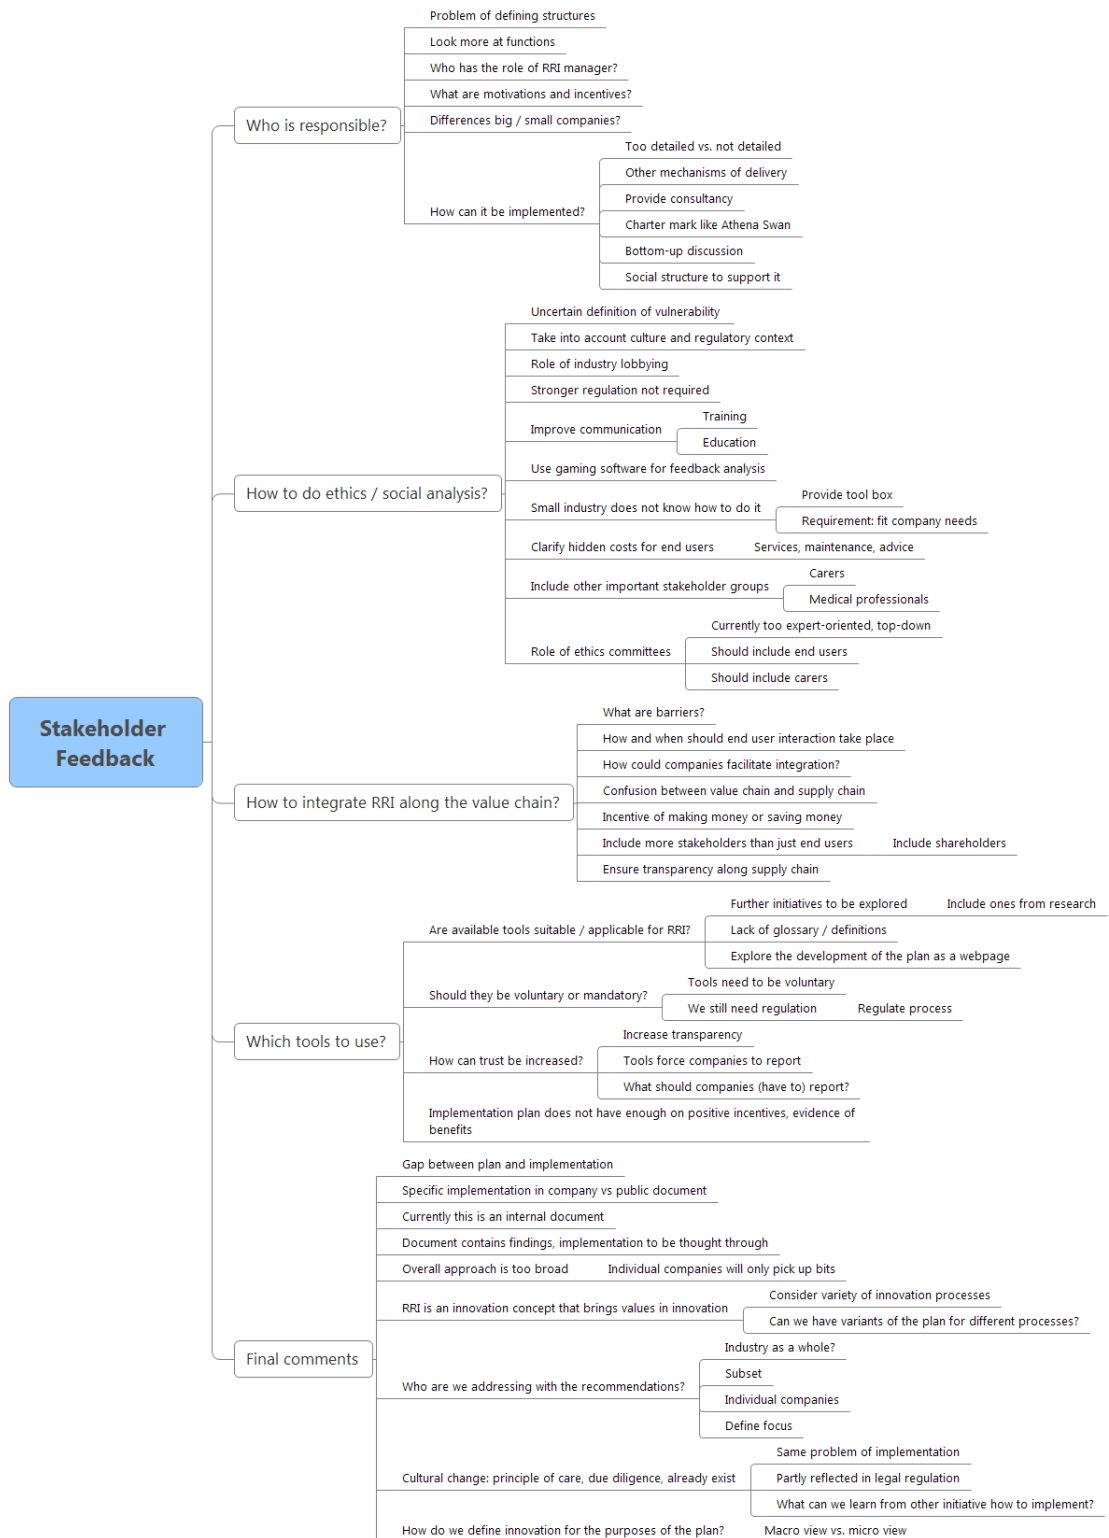 Problem of defining structures
Look more at functions
Who has the role of RRI manager?
What are motivations and incentives?
Who is responsible?
Differences big / small companies?
Too detailed vs. not detailed
Other mechanisms of delivery
Provide consultancy
How can it be implemented?
Charter mark like Athena Swan
Bottom-up discussion
Social structure to support it
Uncertain definition of vulnerability
Take into account culture and regulatory context
Role of industry lobbying
Stronger regulation not required
Improve communication
Training
Education
Use gaming software for feedback analysis
How to do ethics / social analysis?
Small industry does not know how to do it
Provide tool box
Requirement: fit company needs
Clarify hidden costs for end users
Services, maintenance, advice
Include other important stakeholder groups
Carers
Medical professionals
Role of ethics committees
Currently too expert-oriented, top-down
Should include end users
Should include carers
Stakeholder
Feedback
What are barriers?
How and when should end user interaction take place
How could companies facilitate integration?
How to integrate RRI along the value chain?
Confusion between value chain and supply chain
Incentive of making money or saving money
Include more stakeholders than just end users
Include shareholders
Ensure transparency along supply chain
Are available tools suitable / applicable for RRI?
Further initiatives to be explored
Include ones from research
Lack of glossary / definitions
Explore the development of the plan as a webpage
Should they be voluntary or mandatory?
Tools need to be voluntary
We still need regulation
Regulate process
Which tools to use?
How can trust be increased?
Increase transparency
Tools force companies to report
What should companies (have to) report?
Implementation plan does not have enough on positive incentives, evidence of
benefits
Gap between plan and implementation
Specific implementation in company vs public document
Currently this is an internal document
Document contains findings, implementation to be thought through
Overall approach is too broad
Individual companies will only pick up bits
RRI is an innovation concept that brings values in innovation
Consider variety of innovation processes
Can we have variants of the plan for different processes?
Final comments
Who are we addressing with the recommendations?
Industry as a whole?
Subset
Individual companies
Define focus
Cultural change: principle of care, due diligence, already exist
Same problem of implementation
Partly reflected in legal regulation
What can we learn from other initiative how to implement?
How do we define innovation for the purposes of the plan?
Macro view vs. micro view